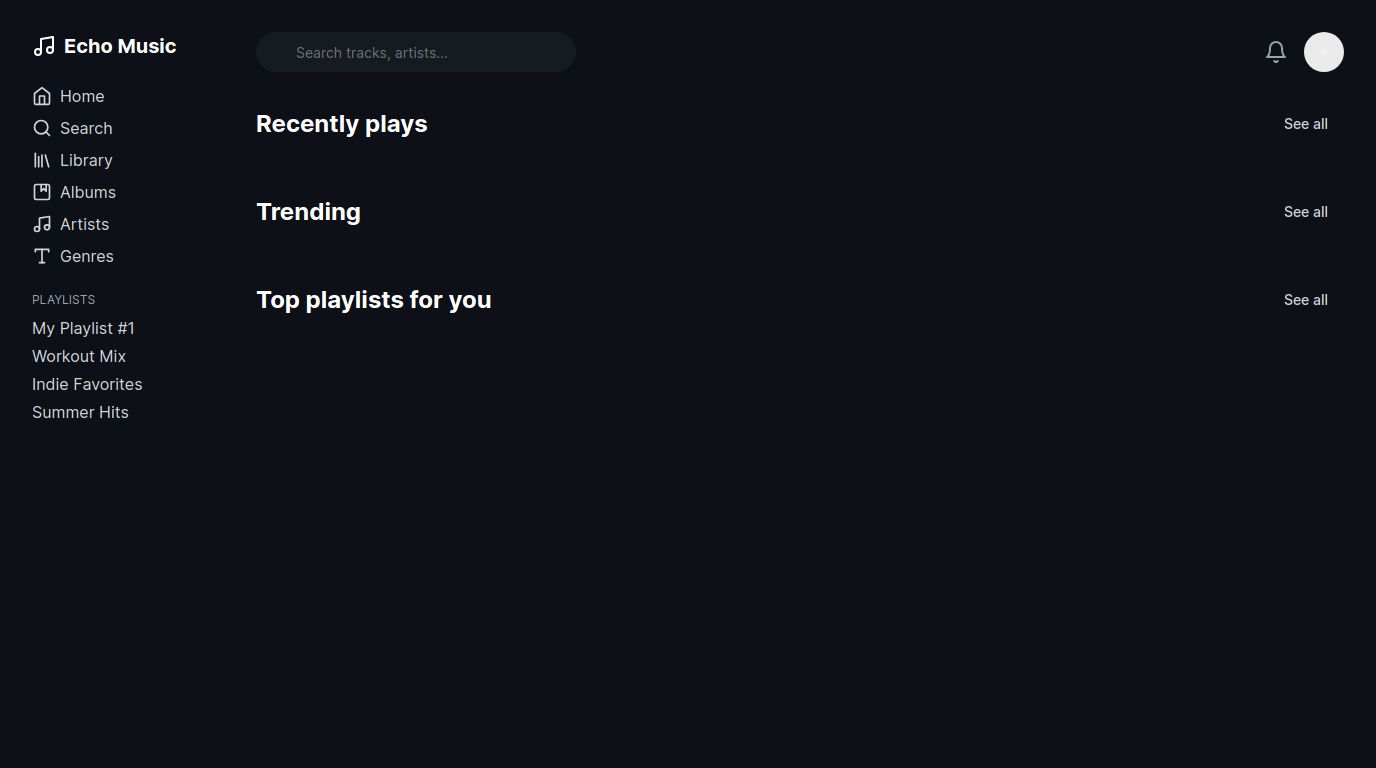 Echo Music
Home
Search
Library
Albums
Artists
Genres
PLAYLISTS
My Playlist #1
Workout Mix
Indie Favorites
Summer Hits
Search tracks, artists...
Recently plays
See all
Trending
See all
Top playlists for you
See all